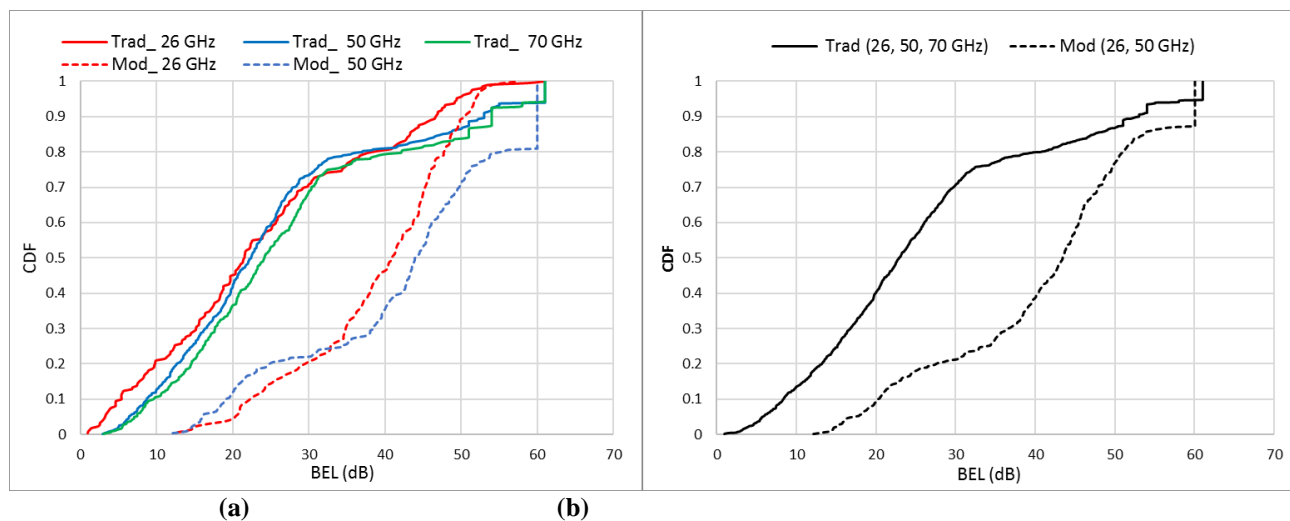 Trad_ 26 GHz Trad_ 50 GHz Trad_ 70 GHz
Mod_ 26 GHz Mod_ 50 GHz
1
0.9
0.8
0.7
0.6
0.5
0.4
0.3
0.2
0.1
0
CDF
0 10 20 30 40 50 60 70
BEL (dB)
(a)
Trad (26, 50, 70 GHz) Mod (26, 50 GHz)
1
0.9
0.8
0.7
0.6
0.5
0.4
0.3
0.2
0.1
0
CDF
0 10 20 30 40 50 60 70
BEL (dB)
(b)